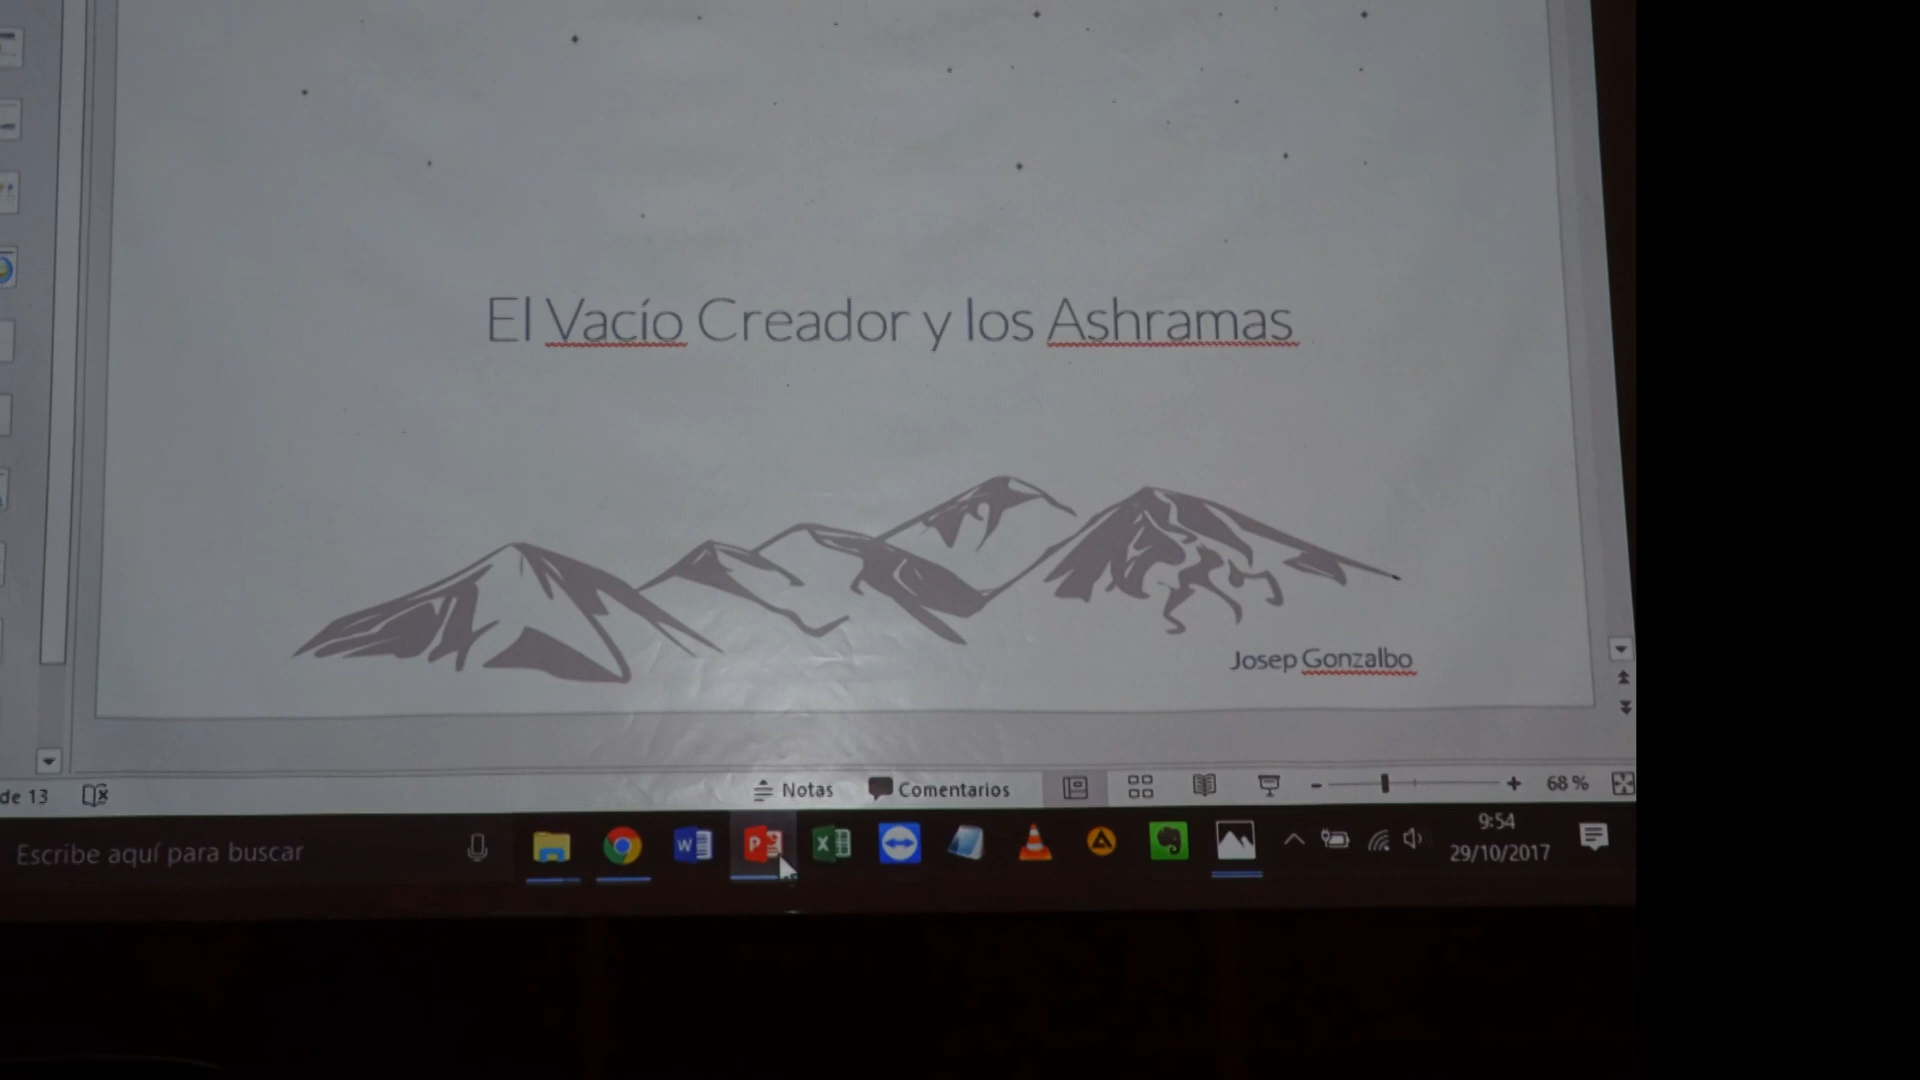 El Vacío Creador y los Ashramas
Josep Gonzalbo
de 13
Notas
Comentarios
68 %
Escribe aquí para buscar
9:54
29/10/2017